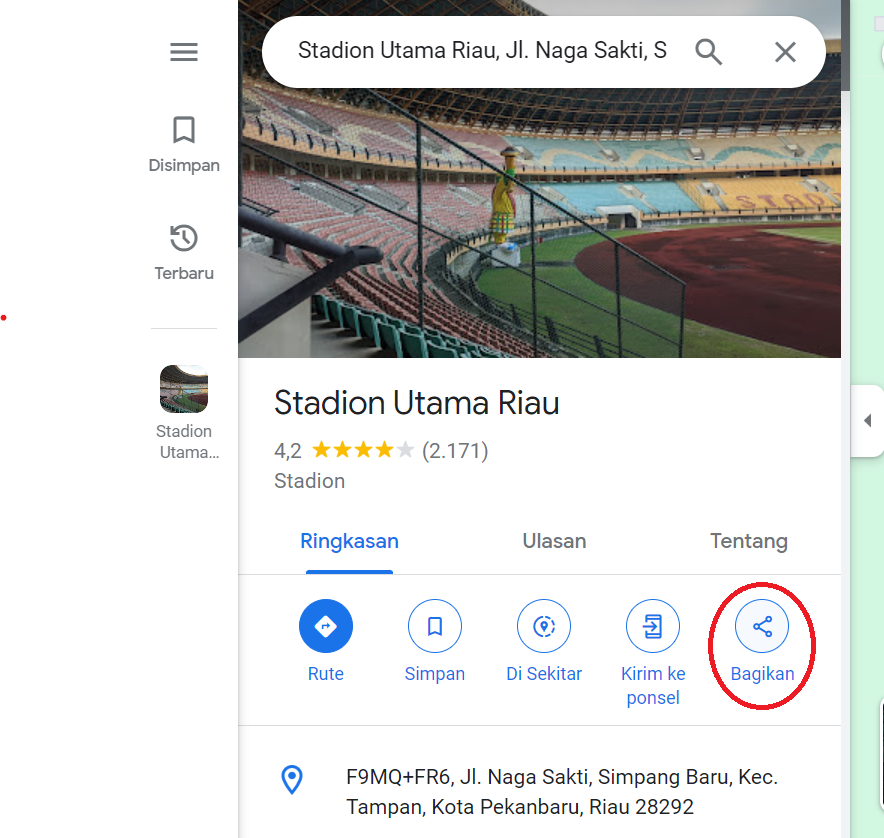 Stadion Utama Riau, Jl. Naga Sakti, S
Disimpan
Terbaru
Stadion
Utama...
STAD
Stadion Utama Riau
4,2 (2.171)
Stadion
Ringkasan Ulasan Tentang
Rute Simpan Di Sekitar Kirim ke ponsel Bagikan
F9MQ+FR6, Jl. Naga Sakti, Simpang Baru, Kec.
Tampan, Kota Pekanbaru, Riau 28292